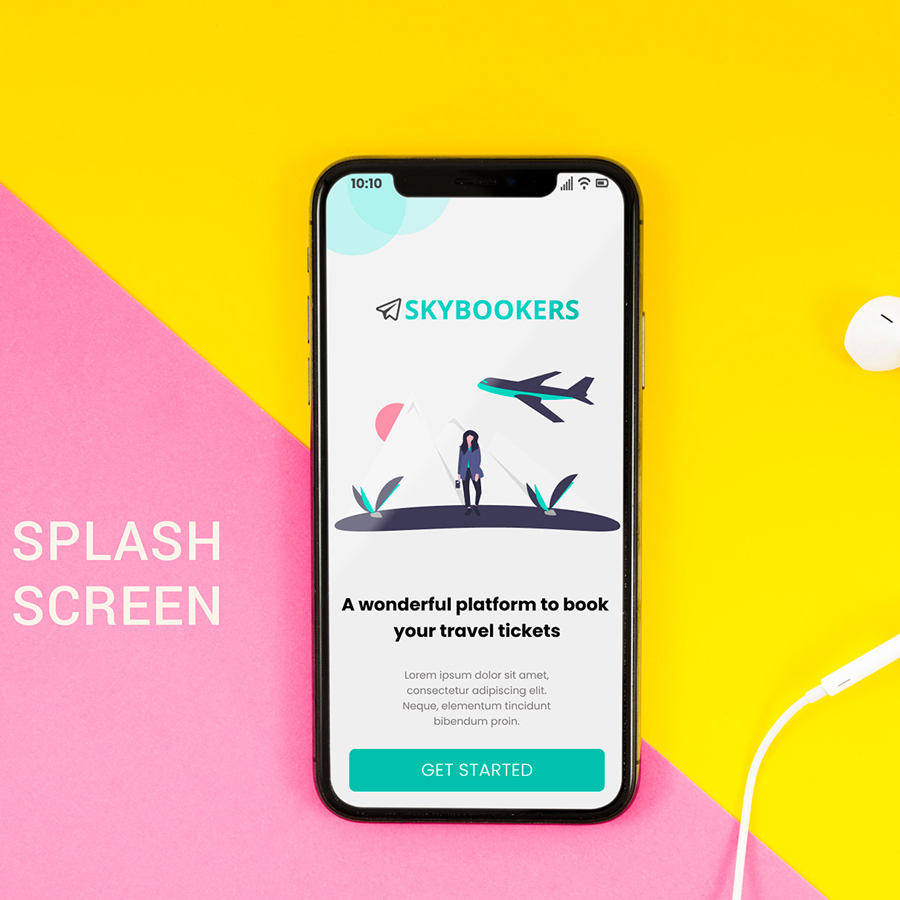 SPLASH
SCREEN
10:10
SKYBOOKERS
A wonderful platform to book
your travel tickets
Lorem ipsum dolor sit amet,
consectetur adipiscing elit.
Neque, elementum tincidunt
bibendum proin.
GET STARTED